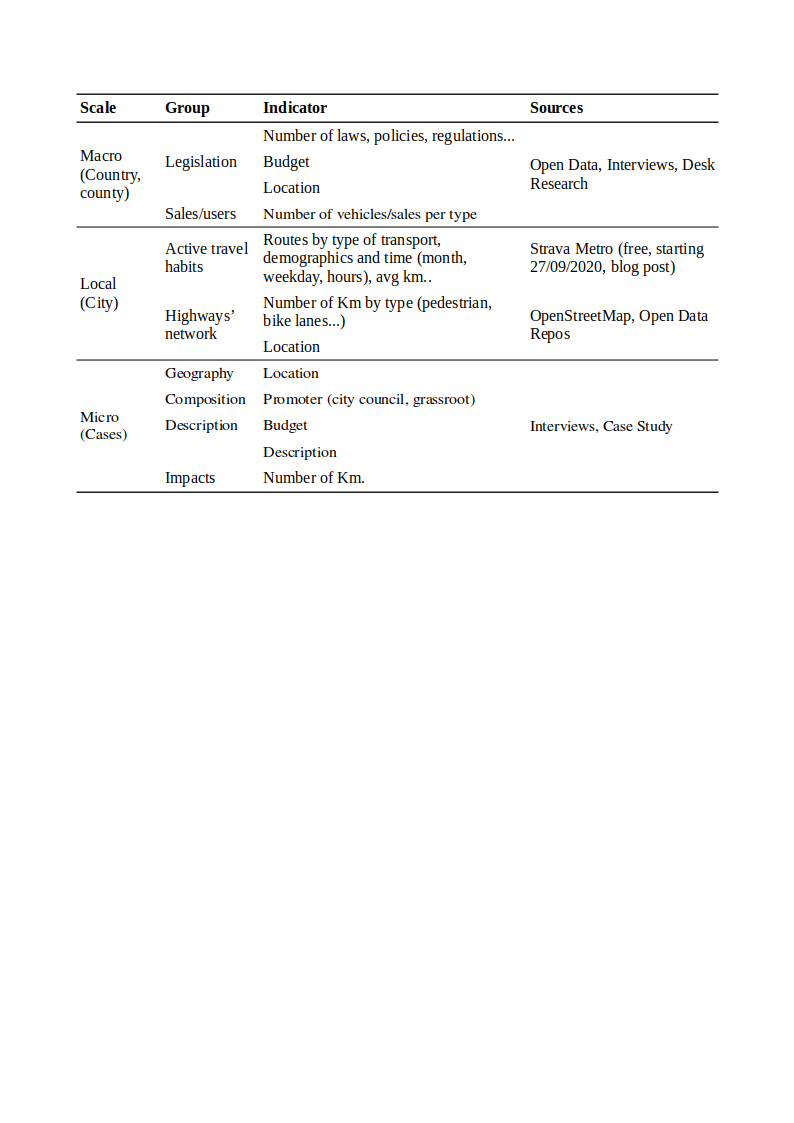 Scale Group Indicator Sources
Macro (Country, county) Legislation Number of laws, policies, regulations... Open Data, Interviews, Desk Research
Budget
Location
Sales/users Number of vehicles/sales per type
Local (City) Active travel habits Routes by type of transport, demographics and time (month, weekday, hours), avg km.. Strava Metro (free, starting 27/09/2020, blog post)
Highways’ network Number of Km by type (pedestrian, bike lanes...) OpenStreetMap, Open Data Repos
Location
Micro (Cases) Geography Location Interviews, Case Study
Composition Promoter (city council, grassroot)
Description Budget
Description
Impacts Number of Km.